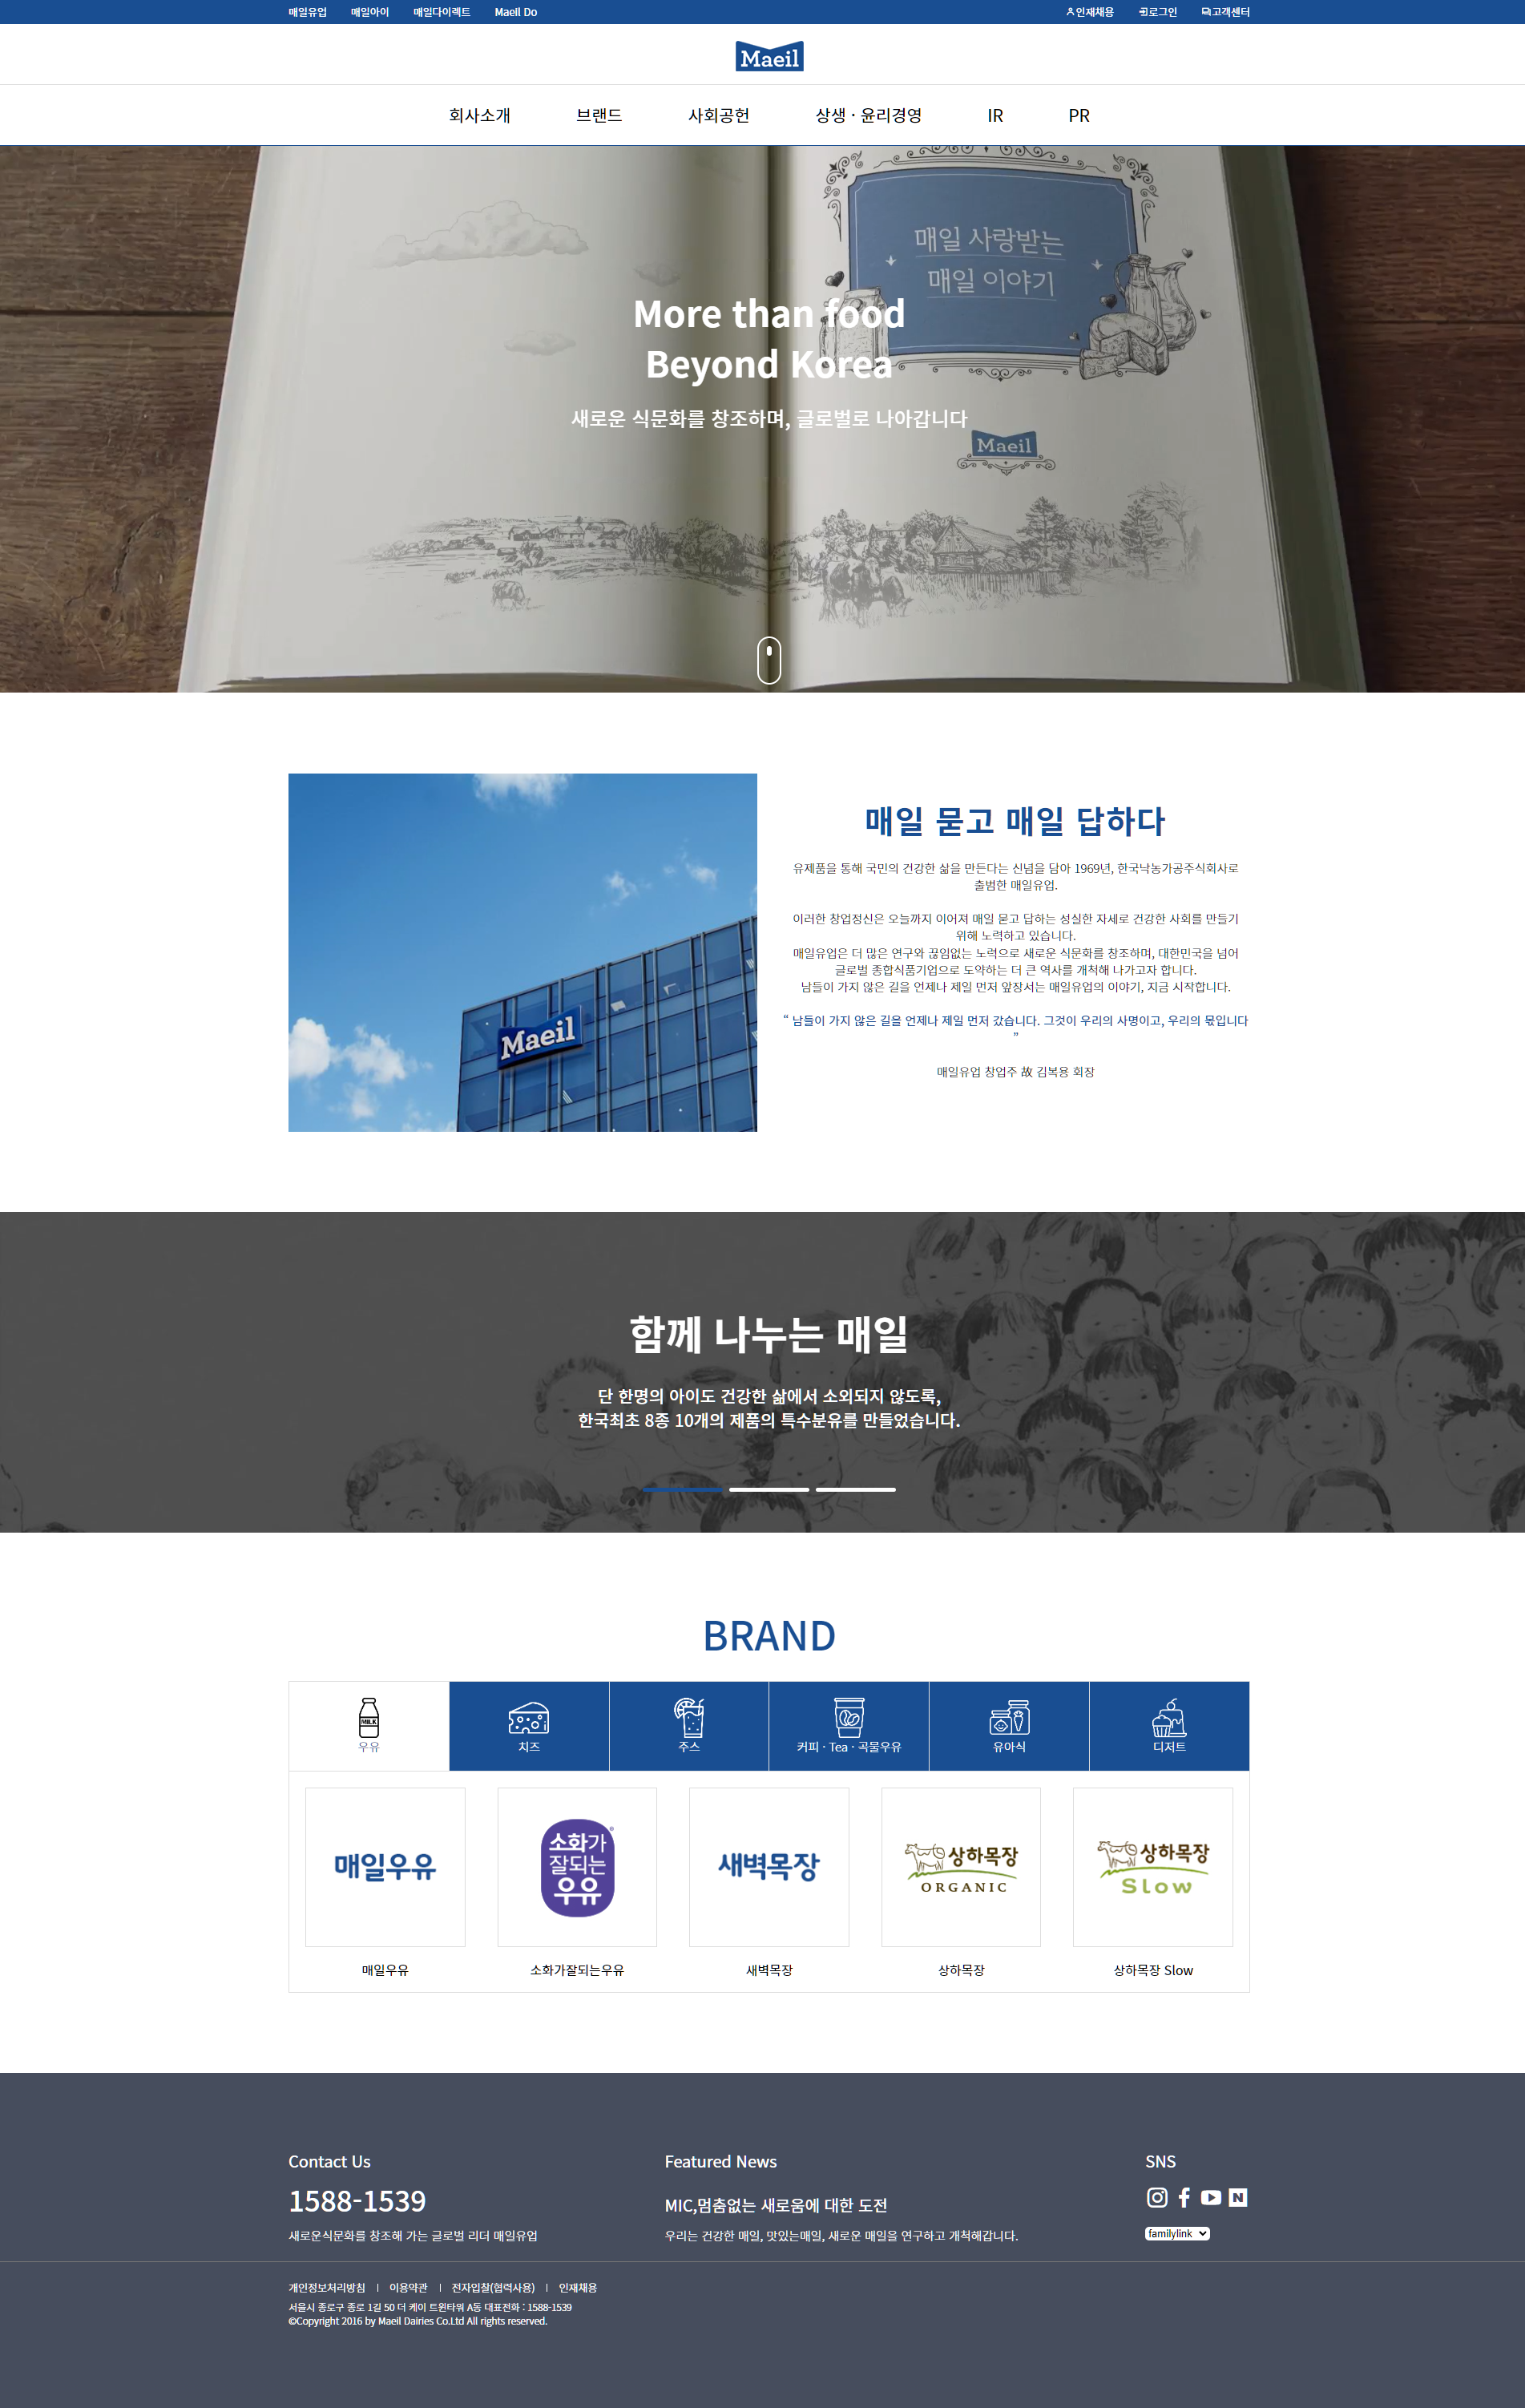 매일유업 매일아이 매일다이렉트 Maeil Do 인재채용 로그인 고객센터
Maeil
회사소개 브랜드 사회공헌 상생 · 윤리경영 IR PR
매일 사랑받는
매일 이야기
More than food
Beyond Korea
새로운 식문화를 창조하며, 글로벌로 나아갑니다
Maeil
매일 묻고 매일 답하다
유제품을 통해 국민의 건강한 삶을 만든다는 신념을 담아 1969년, 한국낙농가공주식회사로
출범한 매일유업.
이러한 창업정신은 오늘까지 이어져 매일 묻고 답하는 성실한 자세로 건강한 사회를 만들기
위해 노력하고 있습니다.
매일유업은 더 많은 연구와 끊임없는 노력으로 새로운 식문화를 창조하며, 대한민국을 넘어
글로벌 종합식품기업으로 도약하는 더 큰 역사를 개척해 나가고자 합니다.
남들이 가지 않은 길을 언제나 제일 먼저 앞장서는 매일유업의 이야기, 지금 시작합니다.
“ 남들이 가지 않은 길을 언제나 제일 먼저 갔습니다. 그것이 우리의 사명이고, 우리의 몫입니다
”
매일유업 창업주 故 김복용 회장
Maeil
함께 나누는 매일
단 한명의 아이도 건강한 삶에서 소외되지 않도록,
한국최초 8종 10개의 제품의 특수분유를 만들었습니다.
BRAND
MILK
우유 치즈 주스 커피 · Tea · 곡물우유 유아식 디저트
매일우유
소화가
잘되는
우유
새벽목장
상하목장
ORGANIC
상하목장
Slow
매일우유 소화가잘되는우유 새벽목장 상하목장 상하목장 Slow
Contact Us
1588-1539
새로운식문화를 창조해 가는 글로벌 리더 매일유업
Featured News
MIC,멈춤없는 새로움에 대한 도전
우리는 건강한 매일, 맛있는매일, 새로운 매일을 연구하고 개척해갑니다.
SNS
N
familylink
개인정보처리방침 | 이용약관 | 전자입찰(협력사용) | 인재채용
서울시 종로구 종로 1길 50 더 케이 트윈타워 A동 대표전화 : 1588-1539
©Copyright 2016 by Maeil Dairies Co.Ltd All rights reserved.